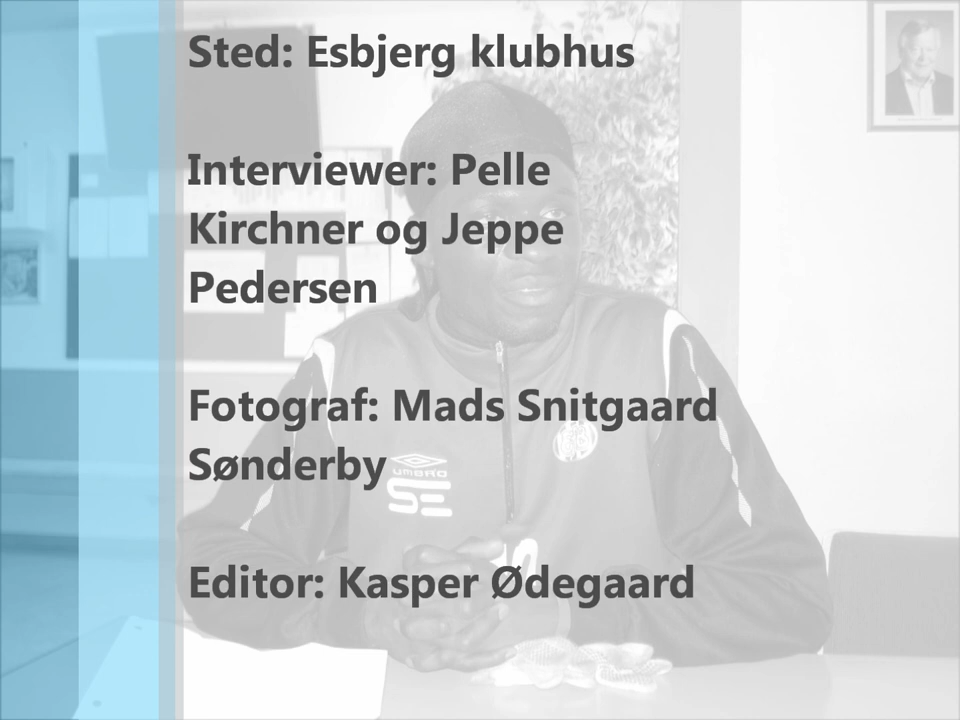 Sted: Esbjerg klubhus
Interviewer: Pelle
Kirchner og Jeppe
Pedersen
Fotograf: Mads Snitgaard
Sønderby
umbro
SE
Editor: Kasper Ødegaard